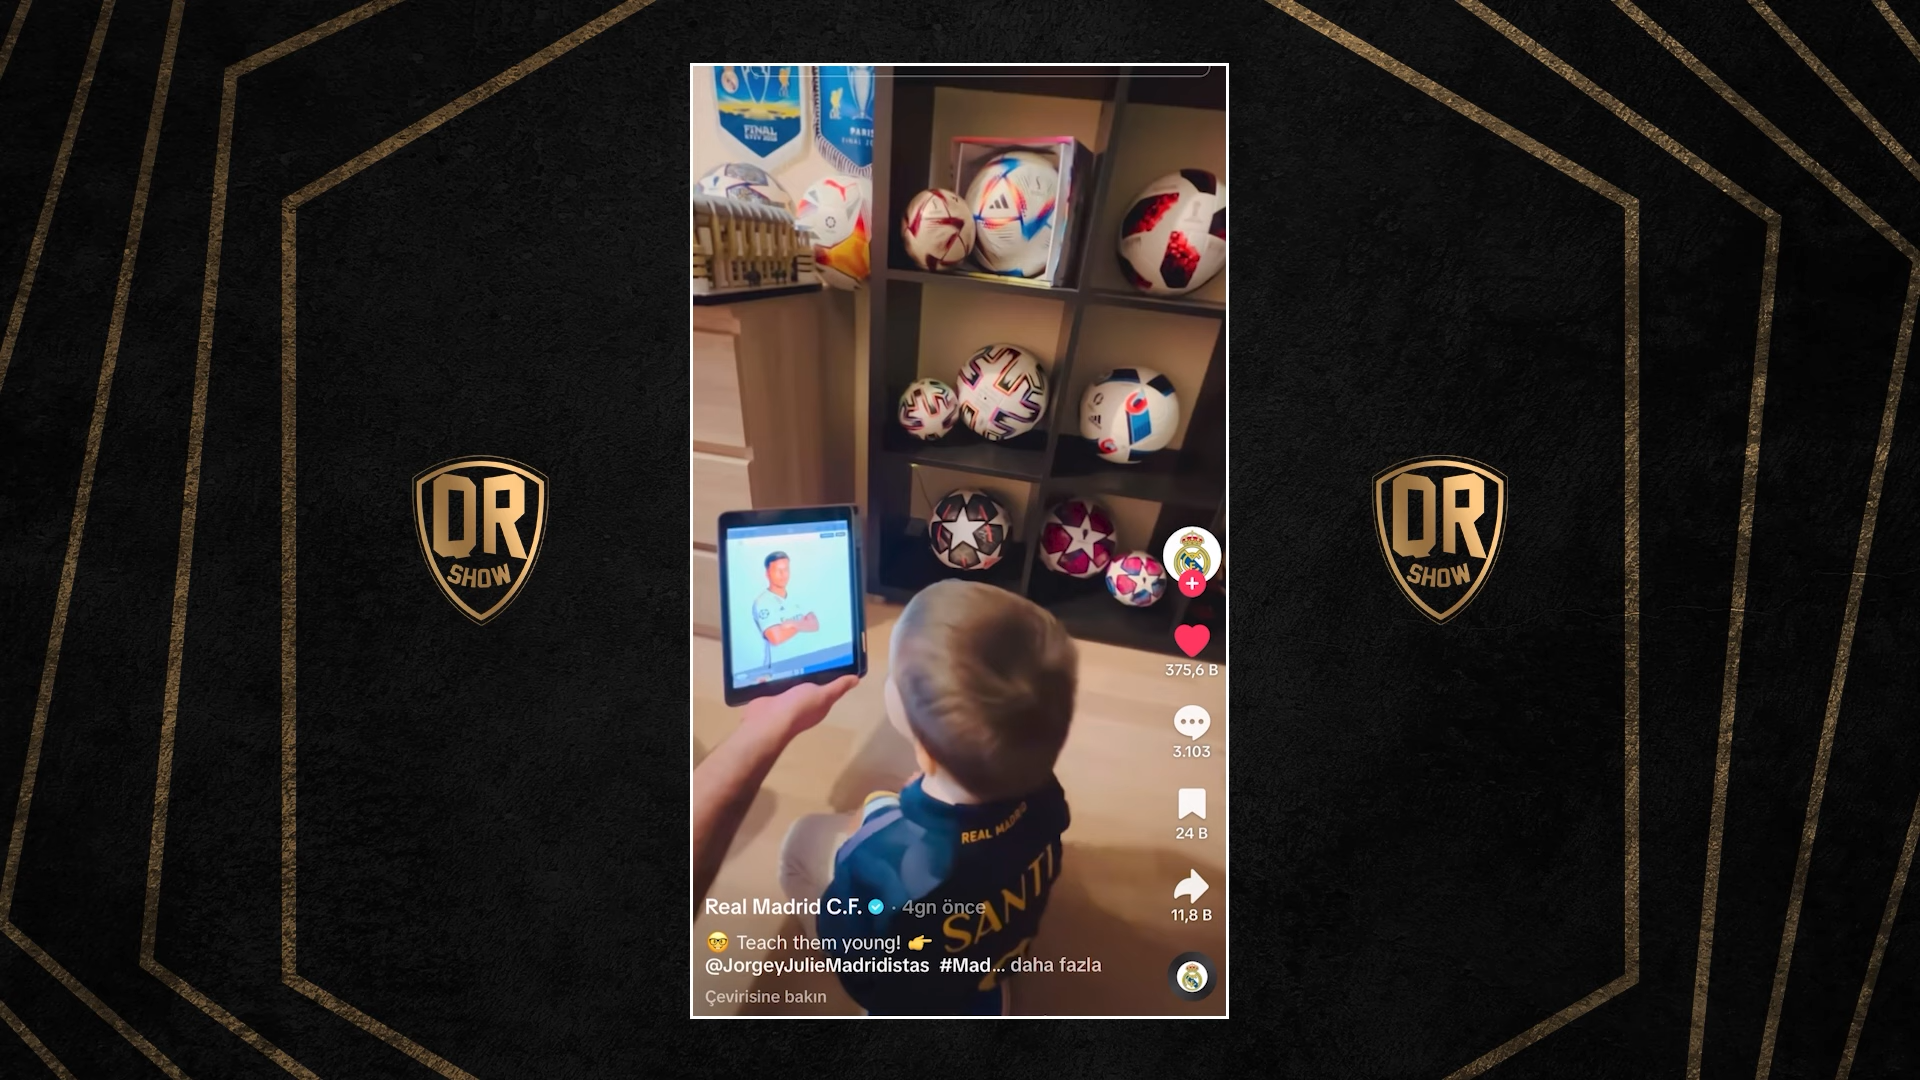 FINAL
PARIS
QR
SHOW
QR
SHOW
REAL MADRID
SANTI
375,6 B
3.103
24 B
11,8 B
Real Madrid C.F. · 4gn önce
🤓 Teach them young! 👉
@JorgeyJulieMadridistas #Mad... daha fazla
Çevirisine bakın